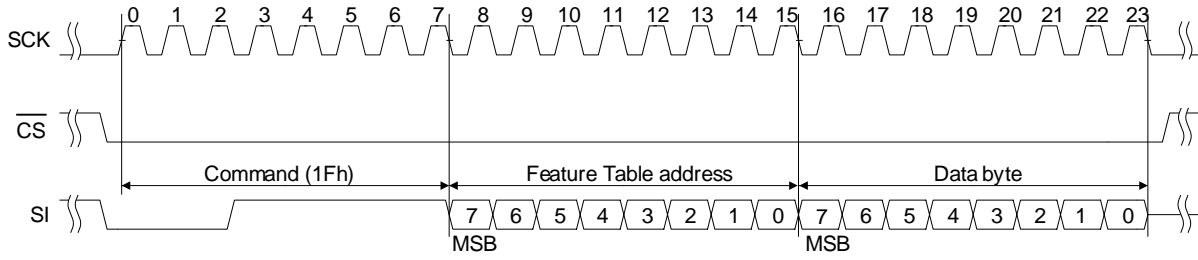 0 1 2 3 4 5 6 7 8 9 10 11 12 13 14 15 16 17 18 19 20 21 22 23
SCK
CS
Command (1Fh) Feature Table address Data byte
SI 7 6 5 4 3 2 1 0 7 6 5 4 3 2 1 0
MSB MSB